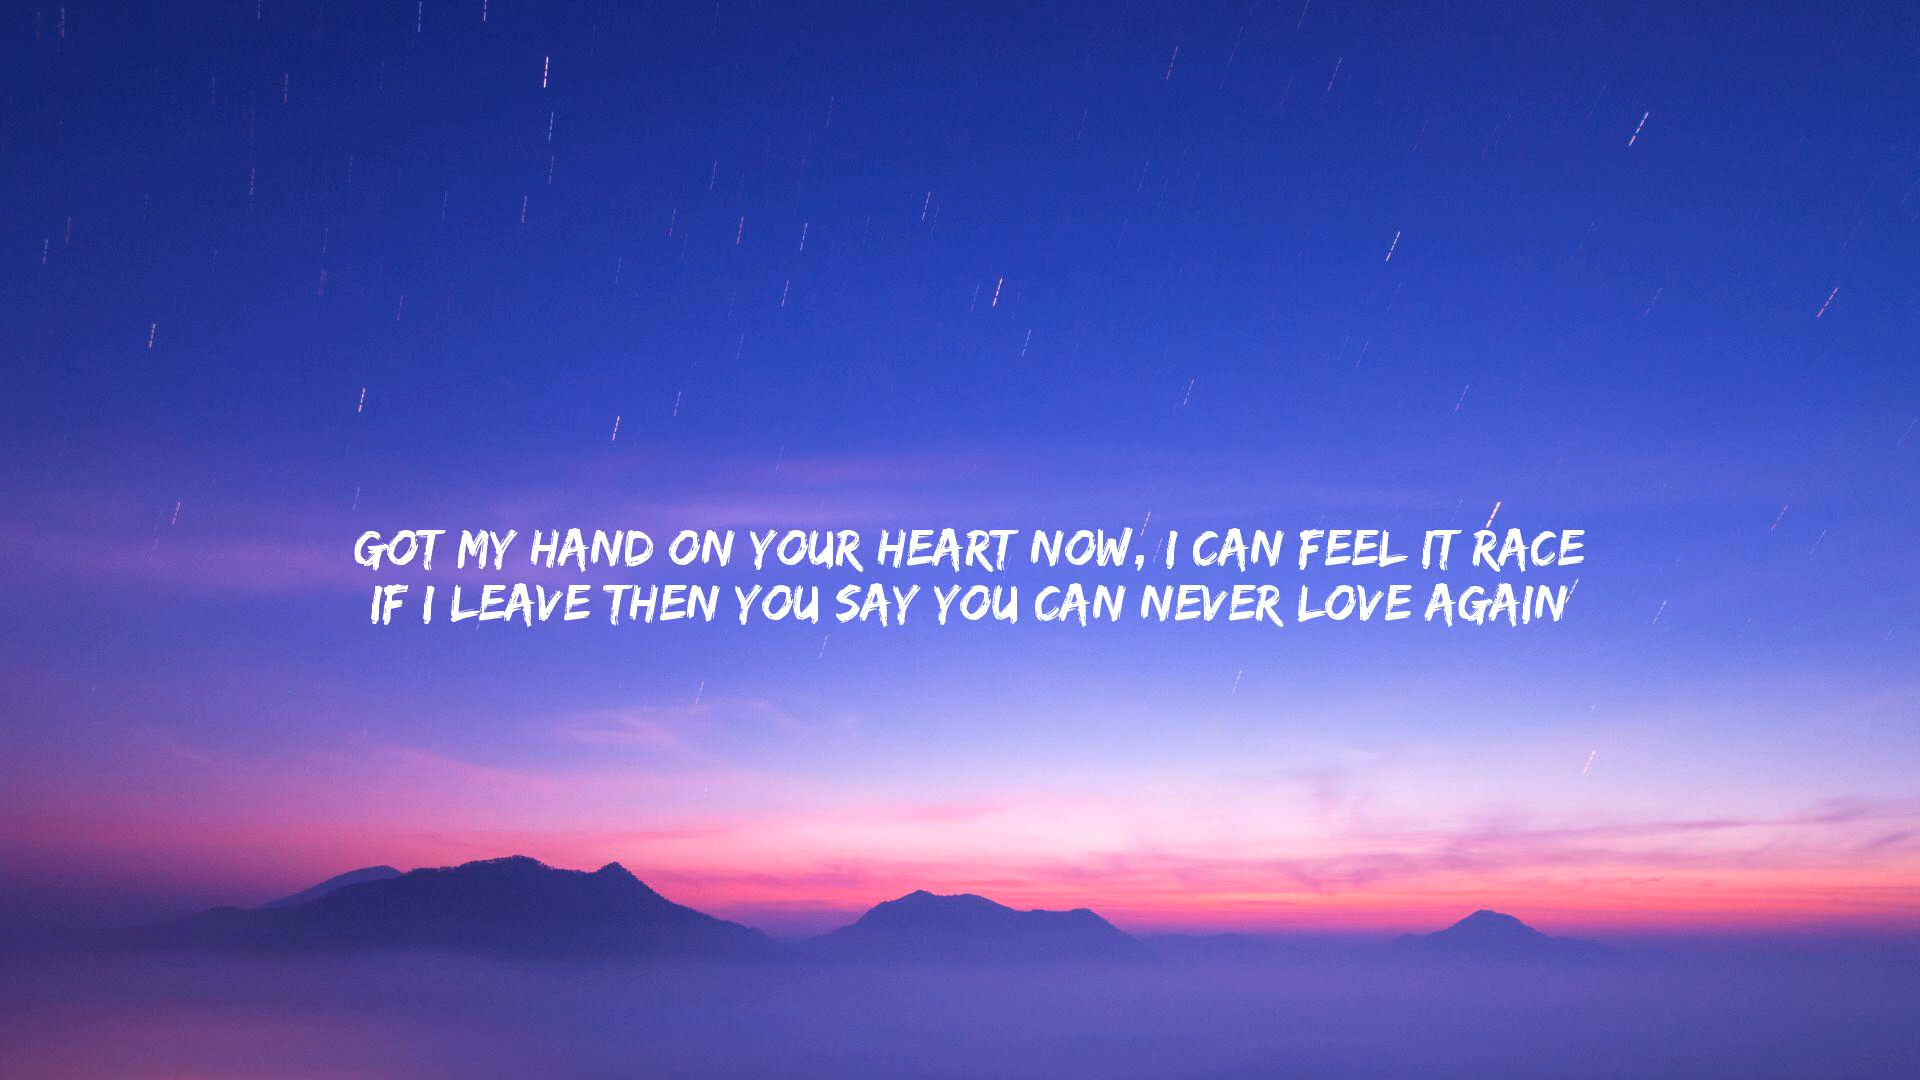 GOT MY HAND ON YOUR HEART NOW, I CAN FEEL IT RACE
IF I LEAVE THEN YOU SAY YOU CAN NEVER LOVE AGAIN